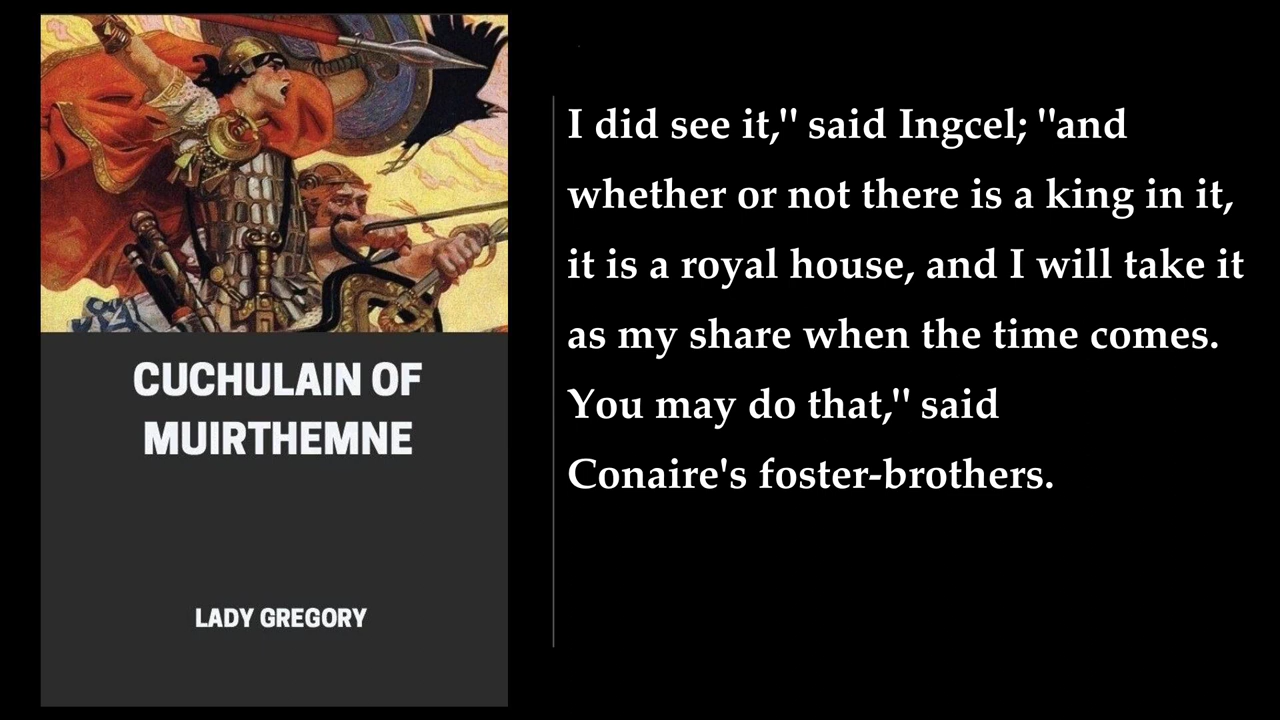 CUCHULAIN OF
MUIRTHEMNE
LADY GREGORY
I did see it," said Ingcel; "and
whether or not there is a king in it,
it is a royal house, and I will take it
as my share when the time comes.
You may do that," said
Conaire's foster-brothers.